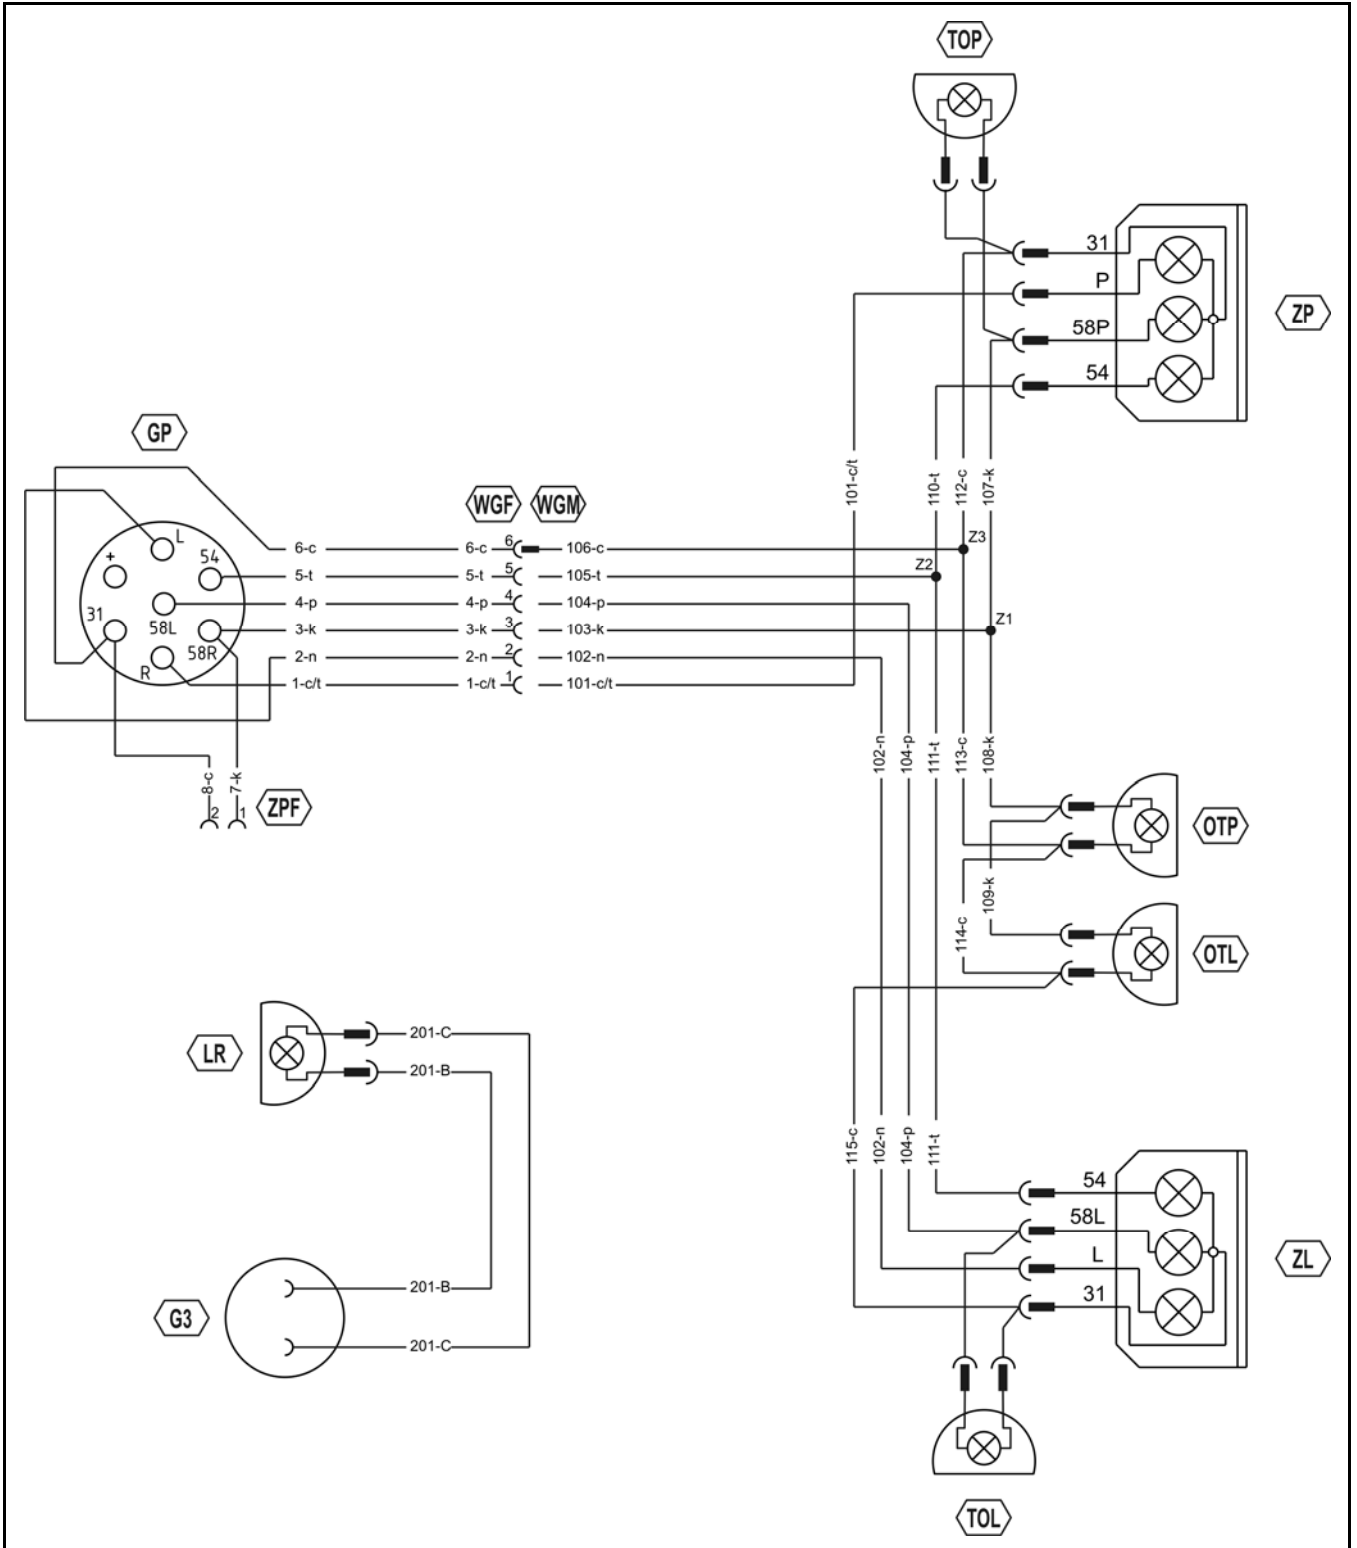 TOP
31
P
ZP
58P
54
GP
101-c/t
110-t
112-c
107-k
WGF
WGM
L
+
54
31
58L
58R
R
6-c
6-c
6
106-c
Z3
5-t
5-t
5
105-t
Z2
4-p
4-p
4
104-p
3-k
3-k
3
103-k
Z1
2-n
2-n
2
102-n
1-c/t
1-c/t
1
101-c/t
102-n
104-p
111-t
113-c
108-k
8-c
7-k
2
1
ZPF
OTP
109-k
114-c
OTL
LR
201-C
201-B
115-c
102-n
104-p
111-t
54
58L
L
31
ZL
G3
201-B
201-C
TOL